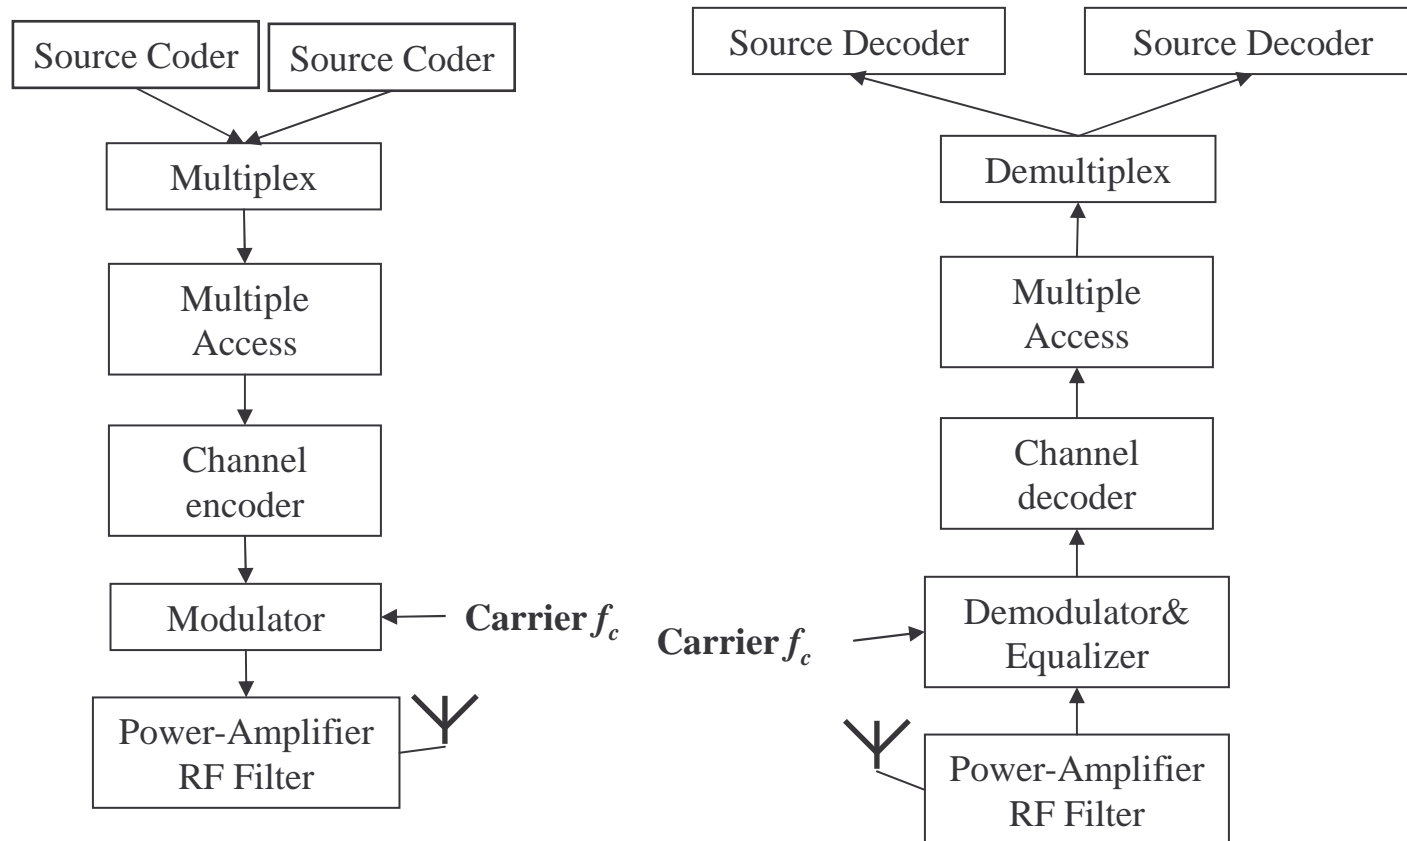 Source Coder
Source Coder
Multiplex
Multiple
Access
Channel
encoder
Modulator
Carrier f_c
Power-Amplifier
RF Filter
Source Decoder
Source Decoder
Demultiplex
Multiple
Access
Channel
decoder
Demodulator&
Equalizer
Carrier f_c
Power-Amplifier
RF Filter